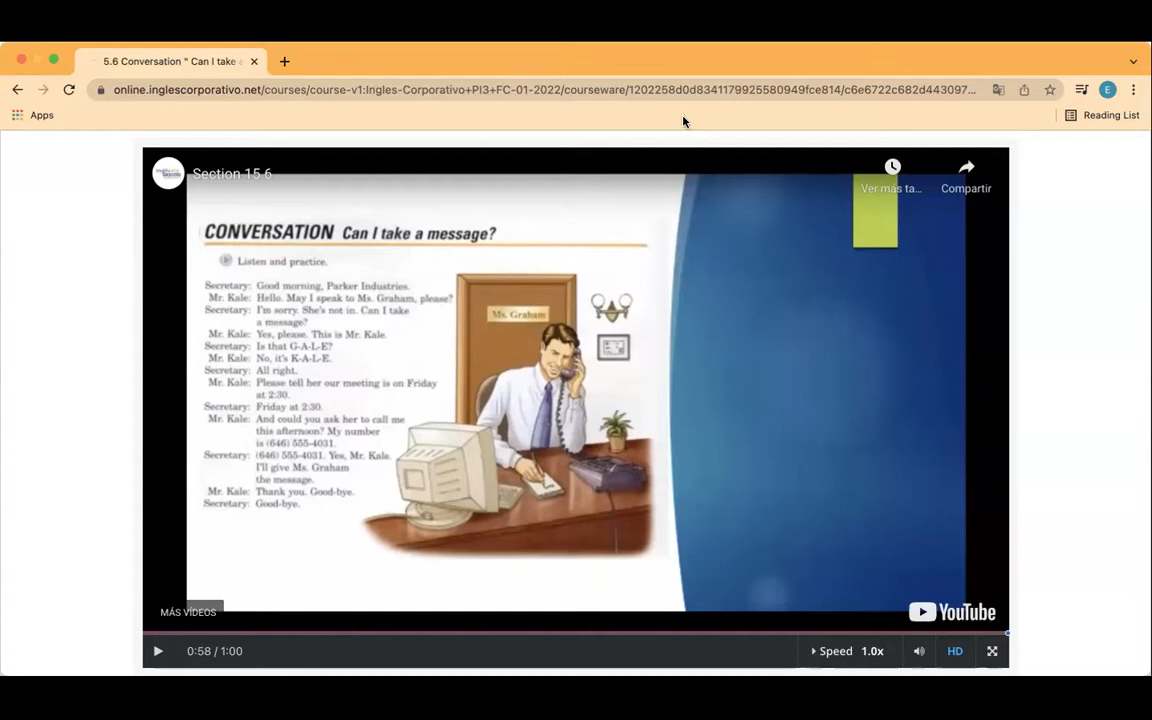 5.6 Conversation " Can I take a
online.inglescorporativo.net/courses/course-v1:Ingles-Corporativo+PI3+FC-01-2022/courseware/1202258d0d8341179925580949fce814/c6e6722c682d443097...
E
Apps
Reading List
Section 15.6
Ver más ta...
Compartir
CONVERSATION Can I take a message?
Listen and practice.
Secretary: Good morning, Parker Industries.
Mr. Kale: Hello. May I speak to Ms. Graham, please?
Secretary: I'm sorry. She's not in. Can I take
a message?
Mr. Kale: Yes, please. This is Mr. Kale.
Secretary: Is that G-A-L-E?
Mr. Kale: No, it's K-A-L-E.
Secretary: All right.
Mr. Kale: Please tell her our meeting is on Friday
at 2:30.
Secretary: Friday at 2:30.
Mr. Kale: And could you ask her to call me
this afternoon? My number
is (646) 555-4031.
Secretary: (646) 555-4031. Yes, Mr. Kale.
I'll give Ms. Graham
the message.
Mr. Kale: Thank you. Good-bye.
Secretary: Good-bye.
Ms. Graham
MÁS VÍDEOS
YouTube
0:58 / 1:00
Speed 1.0x
HD